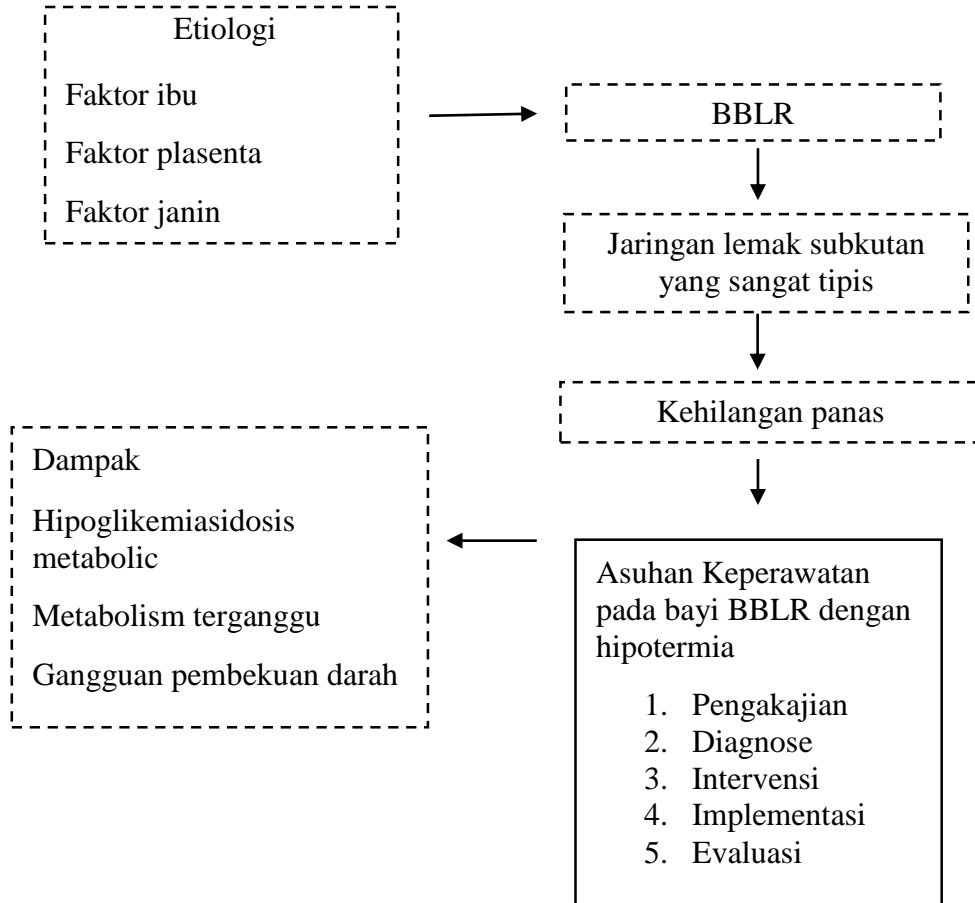 Etiologi
Faktor ibu
Faktor plasenta
Faktor janin
BBLR
Jaringan lemak subkutan
yang sangat tipis
Kehilangan panas
Dampak
Hipoglikemiasidosis
metabolic
Metabolism terganggu
Gangguan pembekuan darah
Asuhan Keperawatan
pada bayi BBLR dengan
hipotermia
1. Pengakajian
2. Diagnose
3. Intervensi
4. Implementasi
5. Evaluasi